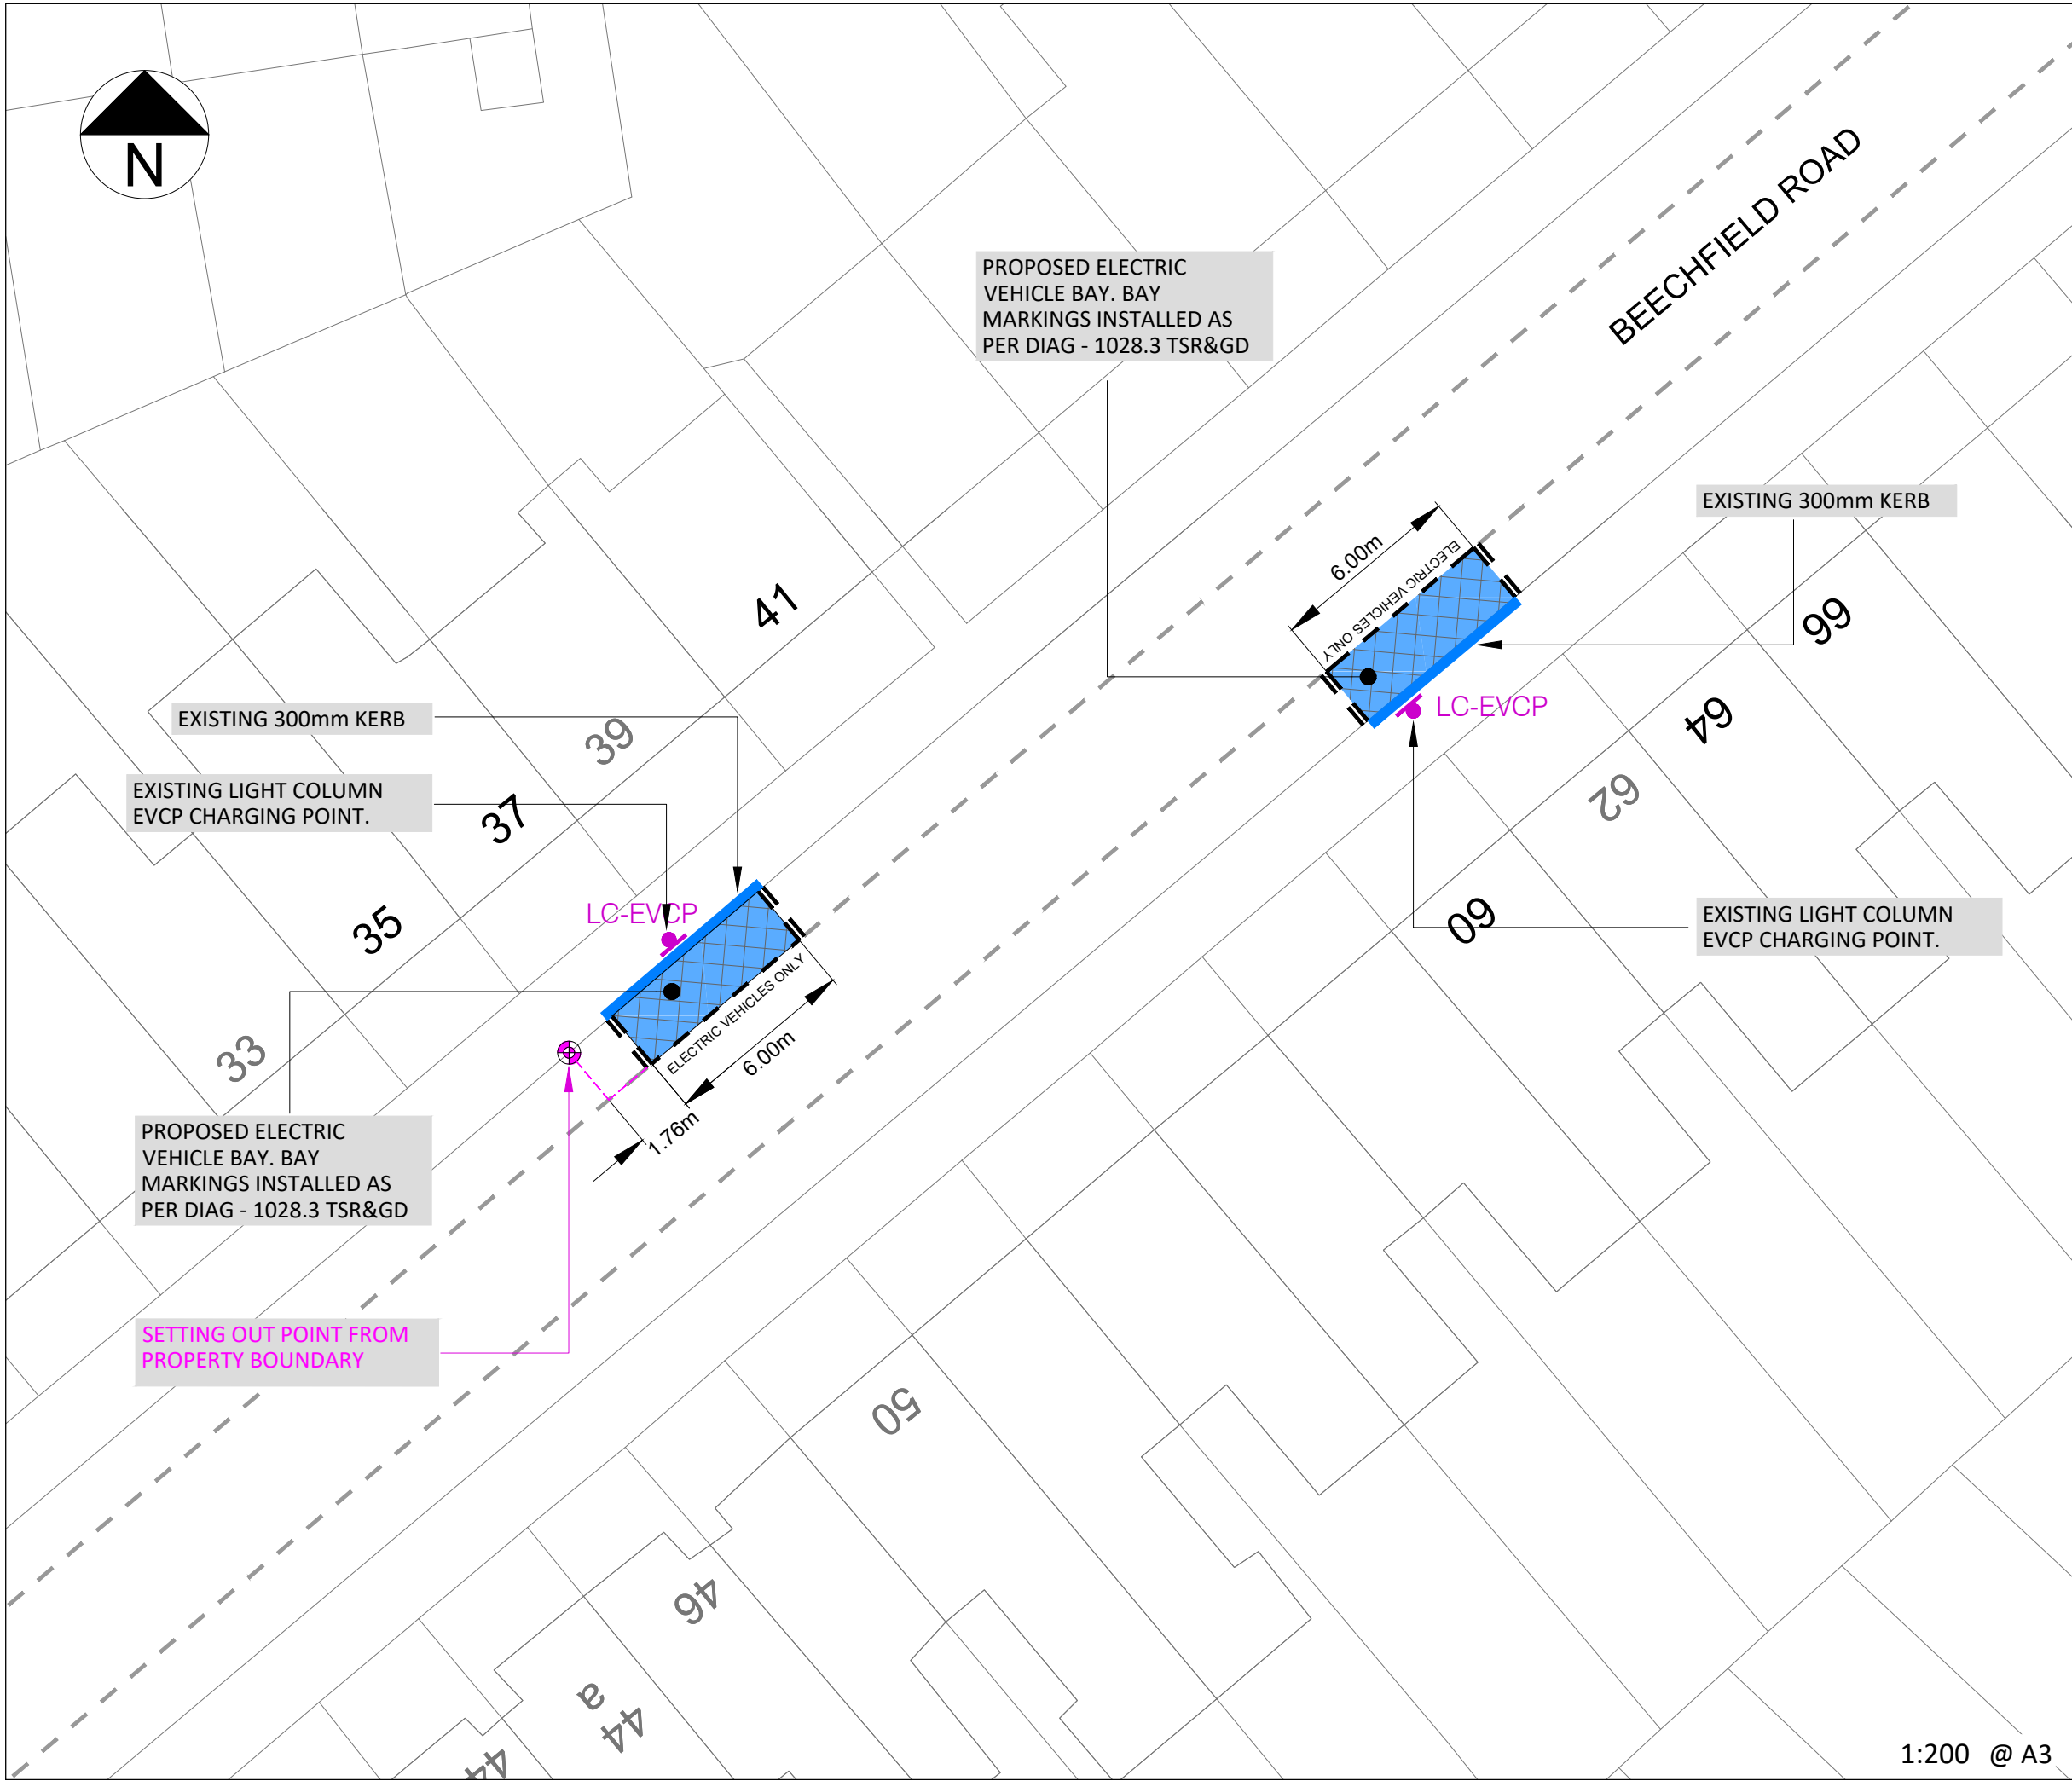 N
BEECHFIELD ROAD
PROPOSED ELECTRIC
VEHICLE BAY. BAY
MARKINGS INSTALLED AS
PER DIAG - 1028.3 TSR&GD
EXISTING 300mm KERB
6.00m
ELECTRIC VEHICLES ONLY
LC-EVCP
66
64
62
60
EXISTING LIGHT COLUMN
EVCP CHARGING POINT.
41
39
37
35
33
EXISTING 300mm KERB
EXISTING LIGHT COLUMN
EVCP CHARGING POINT.
LC-EVCP
ELECTRIC VEHICLES ONLY
6.00m
1.76m
PROPOSED ELECTRIC
VEHICLE BAY. BAY
MARKINGS INSTALLED AS
PER DIAG - 1028.3 TSR&GD
SETTING OUT POINT FROM
PROPERTY BOUNDARY
50
46
44
a
44
1:200 @ A3